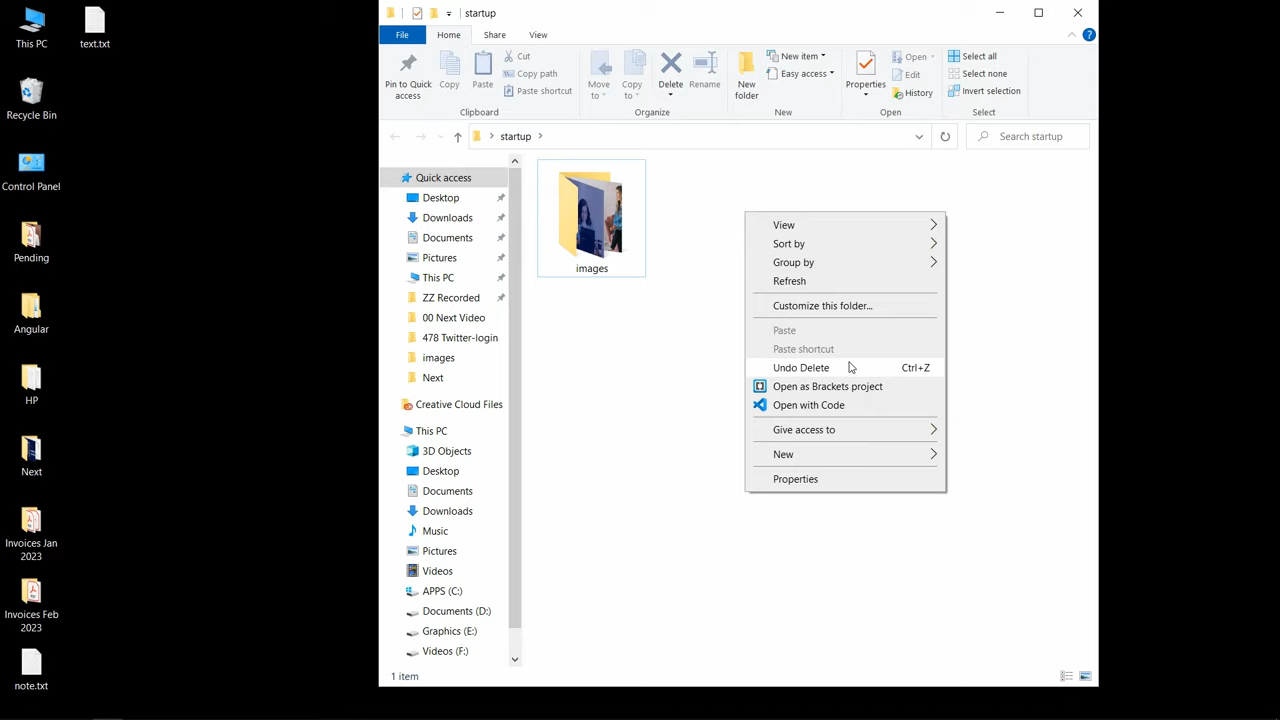 This PC
text.txt
Recycle Bin
Control Panel
Pending
Angular
HP
Next
Invoices Jan
2023
Invoices Feb
2023
note.txt
startup
File
Home
Share
View
?
Pin to Quick
access
Copy
Paste
Cut
Copy path
Paste shortcut
Clipboard
Move
to
Copy
to
Delete
Rename
Organize
New
folder
New item
Easy access
New
Properties
Open
Edit
History
Open
Select all
Select none
Invert selection
Select
startup
Search startup
Quick access
Desktop
Downloads
Documents
Pictures
This PC
ZZ Recorded
00 Next Video
478 Twitter-login
images
Next
Creative Cloud Files
This PC
3D Objects
Desktop
Documents
Downloads
Music
Pictures
Videos
APPS (C:)
Documents (D:)
Graphics (E:)
Videos (F:)
images
View
Sort by
Group by
Refresh
Customize this folder...
Paste
Paste shortcut
Undo Delete Ctrl+Z
Open as Brackets project
Open with Code
Give access to
New
Properties
1 item